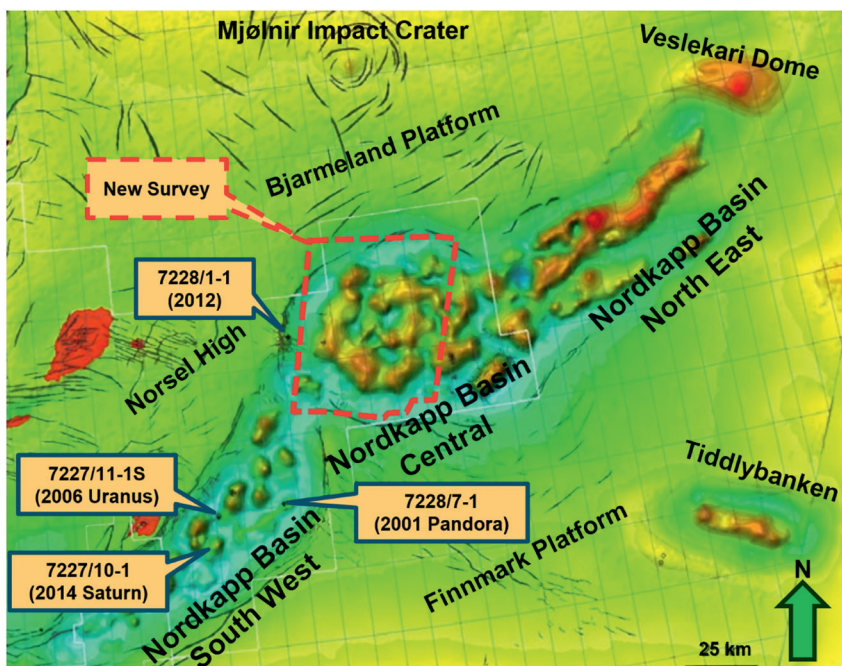 Mjølnir Impact Crater
Veslekari Dome
Bjarmeland Platform
New Survey
7228/1-1
(2012)
Norsel High
Nordkapp Basin
North East
Nordkapp Basin
Central
7227/11-1S
(2006 Uranus)
7228/7-1
(2001 Pandora)
Tiddlybanken
7227/10-1
(2014 Saturn)
Nordkapp Basin
South West
Finnmark Platform
N
25 km